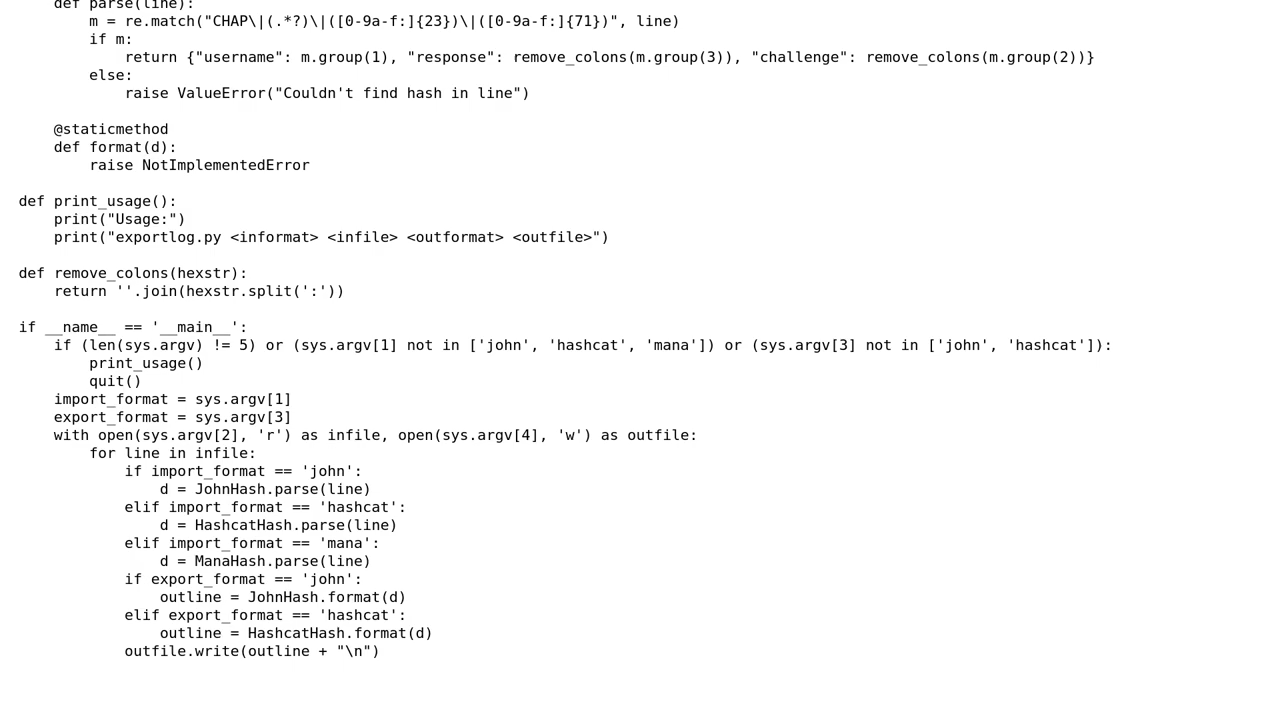 def parse(line):
m = re.match("CHAP\|(.*?)\|([0-9a-f:]{23})\|([0-9a-f:]{71})", line)
if m:
return {"username": m.group(1), "response": remove_colons(m.group(3)), "challenge": remove_colons(m.group(2))}
else:
raise ValueError("Couldn't find hash in line")
@staticmethod
def format(d):
raise NotImplementedError
def print_usage():
print("Usage:")
print("exportlog.py <informat> <infile> <outformat> <outfile>")
def remove_colons(hexstr):
return ''.join(hexstr.split(':'))
if __name__ == '__main__':
if (len(sys.argv) != 5) or (sys.argv[1] not in ['john', 'hashcat', 'mana']) or (sys.argv[3] not in ['john', 'hashcat']):
print_usage()
quit()
import_format = sys.argv[1]
export_format = sys.argv[3]
with open(sys.argv[2], 'r') as infile, open(sys.argv[4], 'w') as outfile:
for line in infile:
if import_format == 'john':
d = JohnHash.parse(line)
elif import_format == 'hashcat':
d = HashcatHash.parse(line)
elif import_format == 'mana':
d = ManaHash.parse(line)
if export_format == 'john':
outline = JohnHash.format(d)
elif export_format == 'hashcat':
outline = HashcatHash.format(d)
outfile.write(outline + "\n")